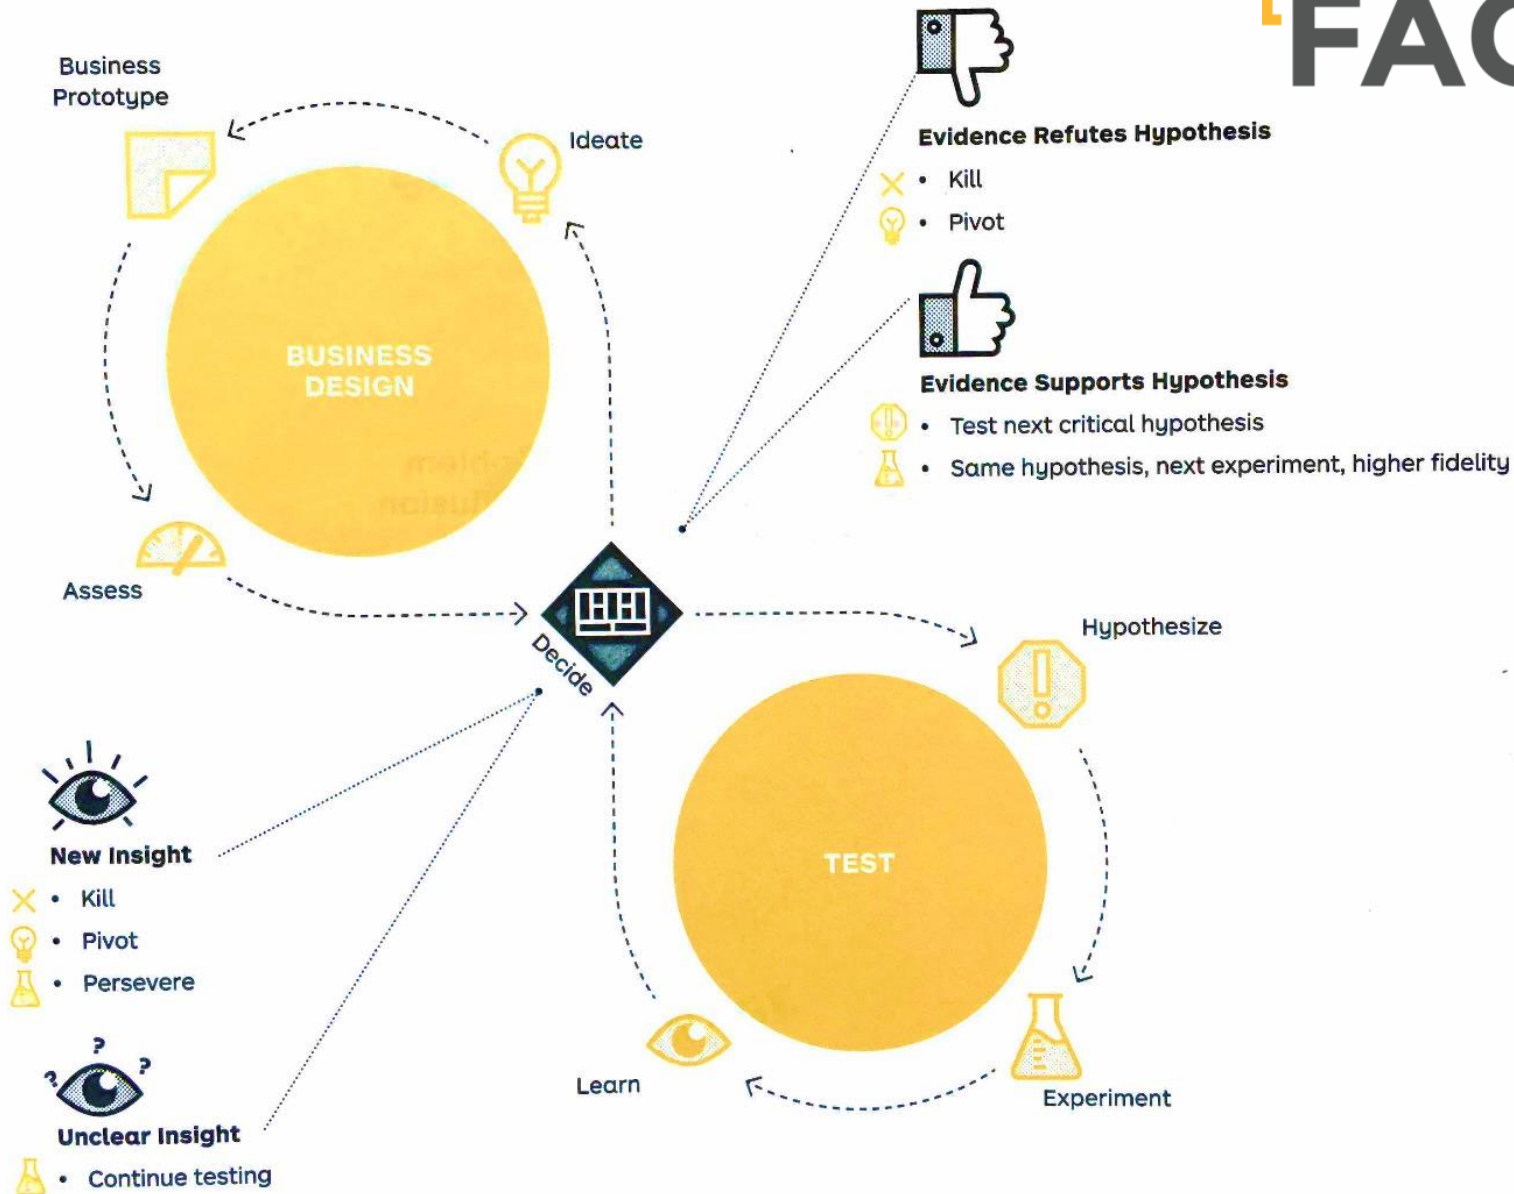 FAC
Business
Prototype
Ideate
BUSINESS
DESIGN
Assess
Evidence Refutes Hypothesis
• Kill
• Pivot
Evidence Supports Hypothesis
• Test next critical hypothesis
• Same hypothesis, next experiment, higher fidelity
Decide
Hypothesize
TEST
Experiment
Learn
New Insight
• Kill
• Pivot
• Persevere
? ? ?
Unclear Insight
• Continue testing